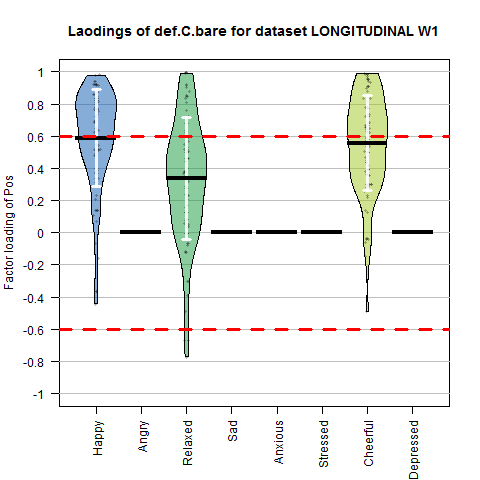 Laodings of def.C.bare for dataset LONGITUDINAL W1
Factor loading of Pos
1
0.8
0.6
0.4
0.2
0
-0.2
-0.4
-0.6
-0.8
-1
Happy
Angry
Relaxed
Sad
Anxious
Stressed
Cheerful
Depressed